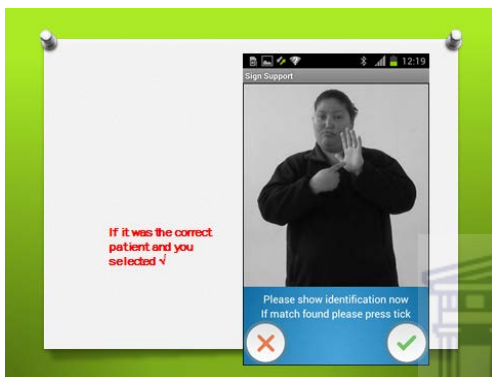 12:19
Sign Support
If it was the correct
patient and you
selected √
Please show identification now
If match found please press tick